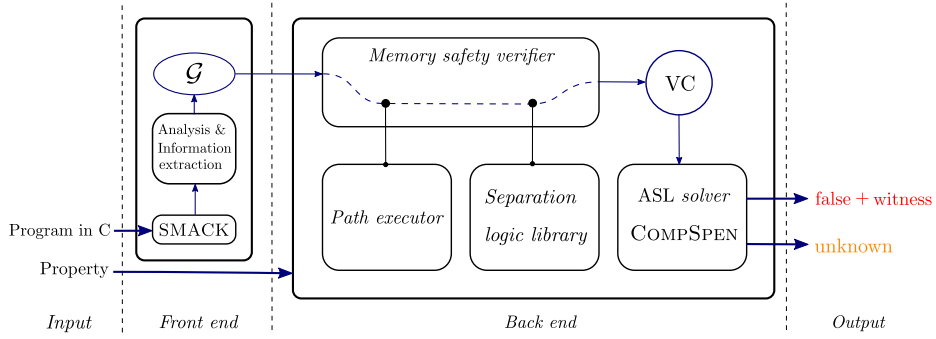 Memory safety verifier
𝒢
VC
Analysis &
Information
extraction
Path executor
Separation
logic library
ASL solver
COMPSPEN
false + witness
Program in C
SMACK
unknown
Property
Input
Front end
Back end
Output